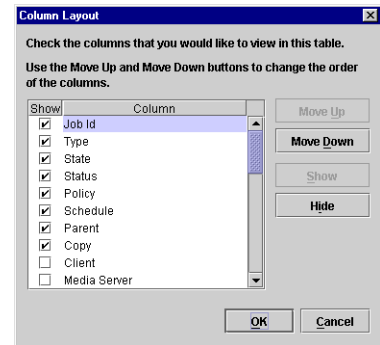 Column Layout
Check the columns that you would like to view in this table.
Use the Move Up and Move Down buttons to change the order
of the columns.
Show Column
Job Id
Type
State
Status
Policy
Schedule
Parent
Copy
Client
Media Server
Move Up
Move Down
Show
Hide
OK Cancel